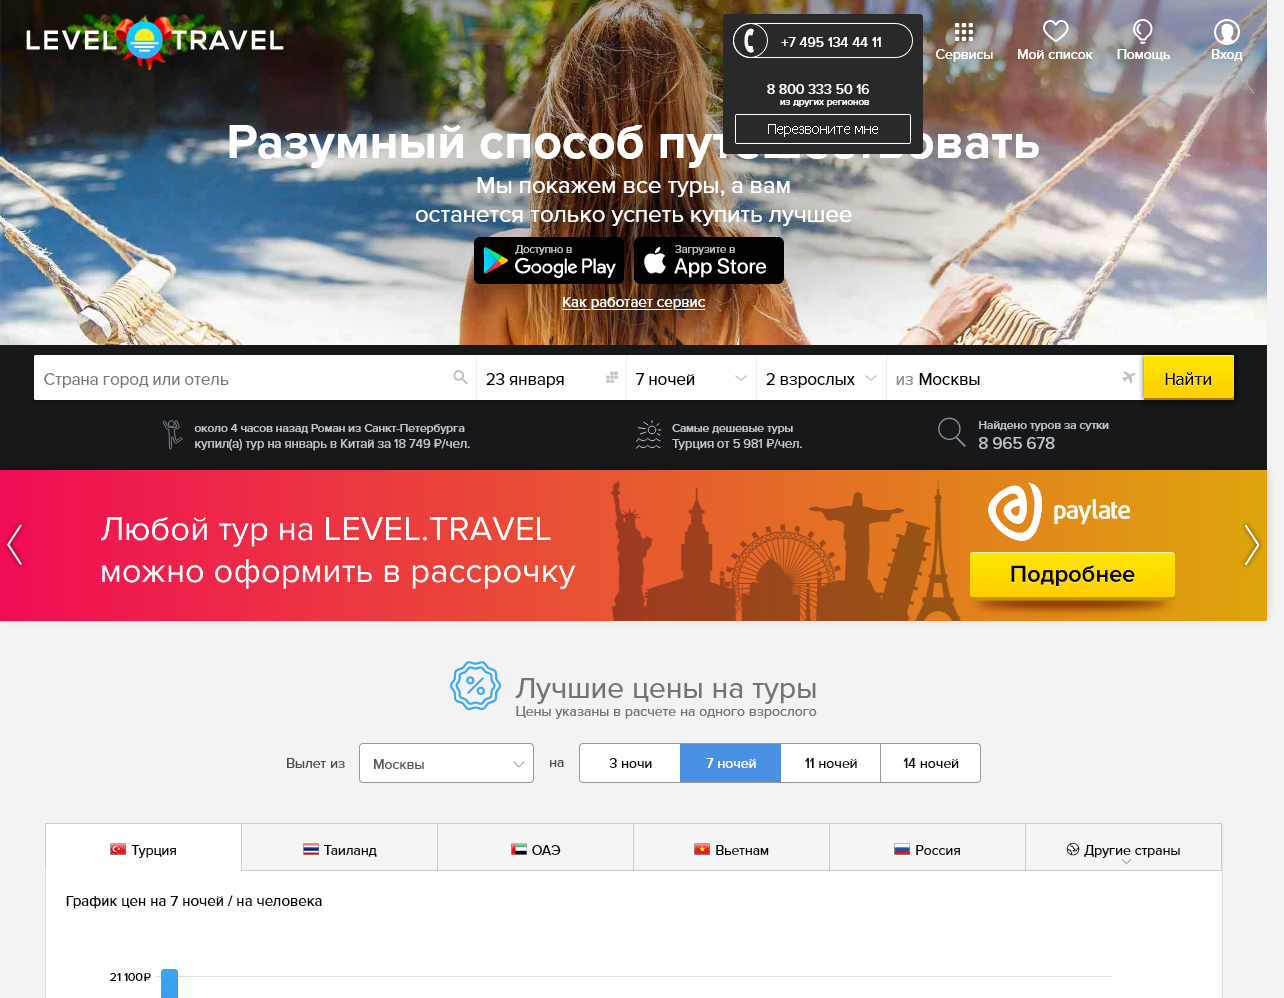 LEVEL TRAVEL
+7 495 134 44 11
8 800 333 50 16
из других регионов
Перезвоните мне
Сервисы
Мой список
Помощь
Вход
Разумный способ
Мы покажем все туры, а вам
останется только успеть купить лучшее
Доступно в
Google Play
Загрузите в
App Store
Как работает сервис
Страна город или отель
23 января
7 ночей
2 взрослых
из Москвы
Найти
около 4 часов назад Роман из Санкт-Петербурга
купил(а) тур на январь в Китай за 18 749 ₽/чел.
Самые дешевые туры
Турция от 5 981 ₽/чел.
Найдено туров за сутки
8 965 678
Любой тур на LEVEL.TRAVEL
можно оформить в рассрочку
paylate
Подробнее
Лучшие цены на туры
Цены указаны в расчете на одного взрослого
Вылет из
Москвы
на
3 ночи
7 ночей
11 ночей
14 ночей
Турция
Таиланд
ОАЭ
Вьетнам
Россия
Другие страны
График цен на 7 ночей / на человека
21 100₽